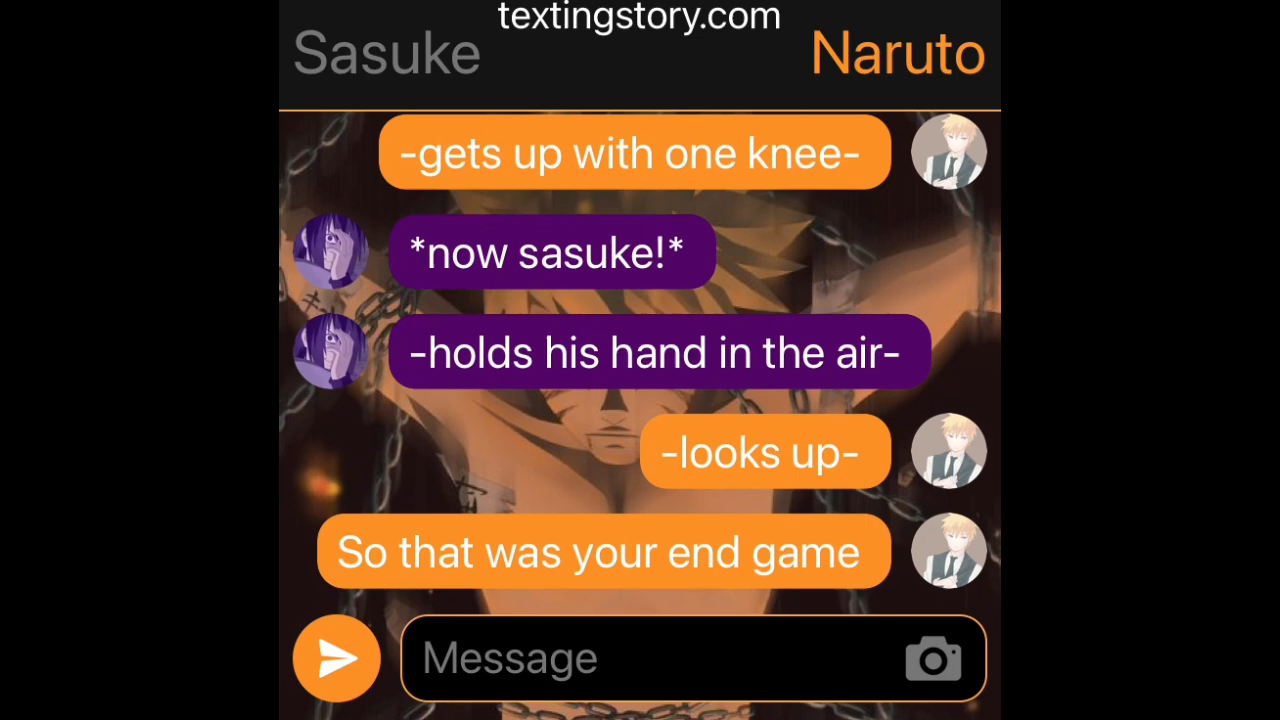 textingstory.com
Sasuke
Naruto
-gets up with one knee-
*now sasuke!*
-holds his hand in the air-
-looks up-
So that was your end game
Message